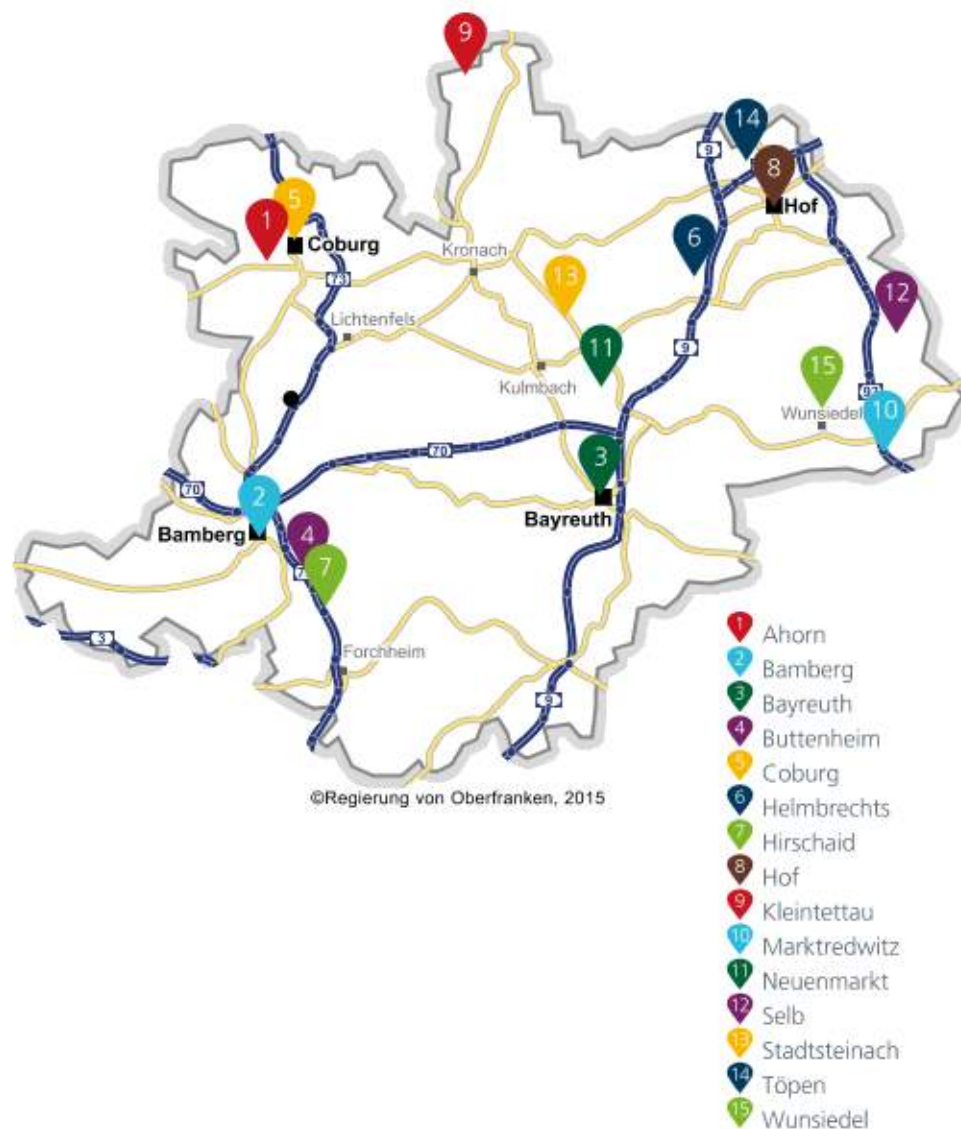 9
14
9
8
Hof
5
1
Coburg
6
Kronach
73
13
12
Lichtenfels
9
11
15
Kulmbach
93
Wunsiedel
10
70
3
70
2
Bayreuth
Bamberg
4
7
3
Forchheim
9
©Regierung von Oberfranken, 2015
1 Ahorn
2 Bamberg
3 Bayreuth
4 Buttenheim
5 Coburg
6 Helmbrechts
7 Hirschaid
8 Hof
9 Kleintettau
10 Marktredwitz
11 Neuenmarkt
12 Selb
13 Stadtsteinach
14 Töpen
15 Wunsiedel